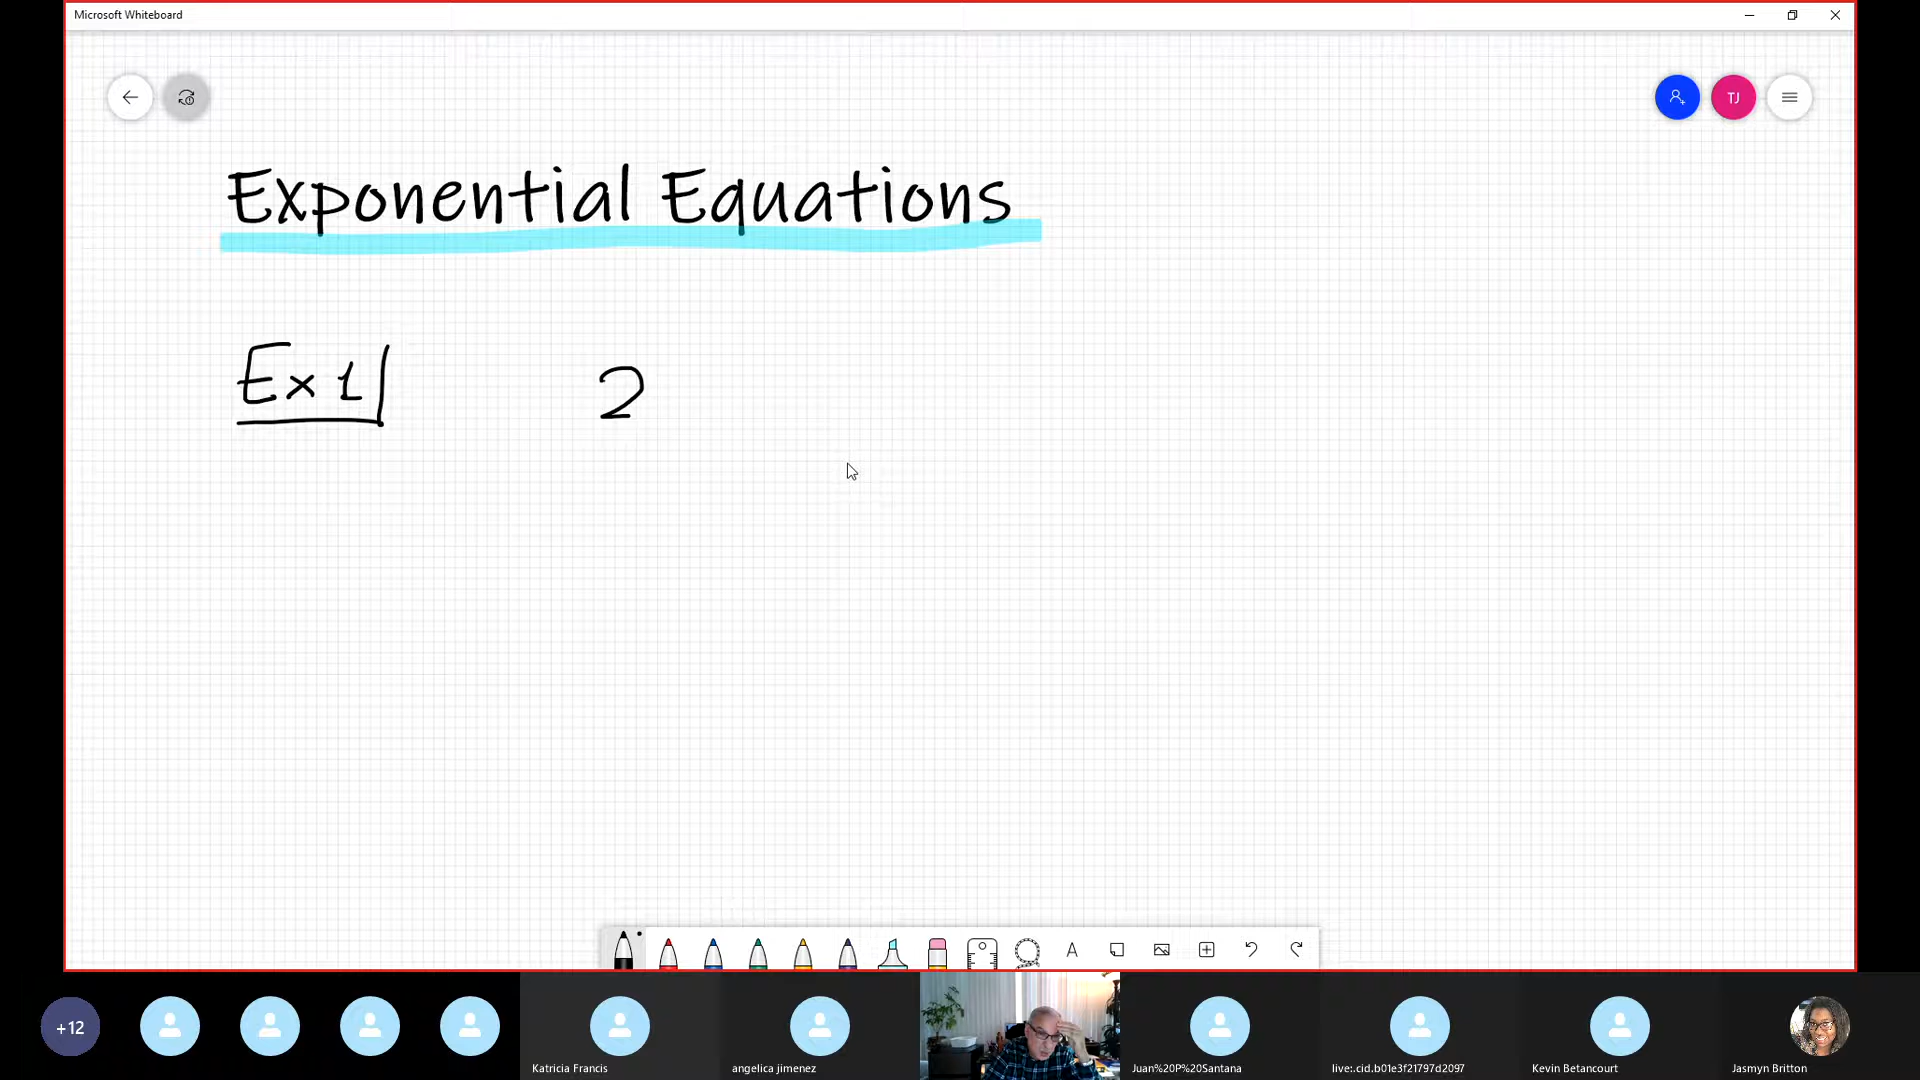 Microsoft Whiteboard
TJ
Exponential Equations
Ex 1 2
A
+12
Katricia Francis
angelica jimenez
Juan%20P%20Santana
live:.cid.b01e3f21797d2097
Kevin Betancourt
Jasmyn Britton